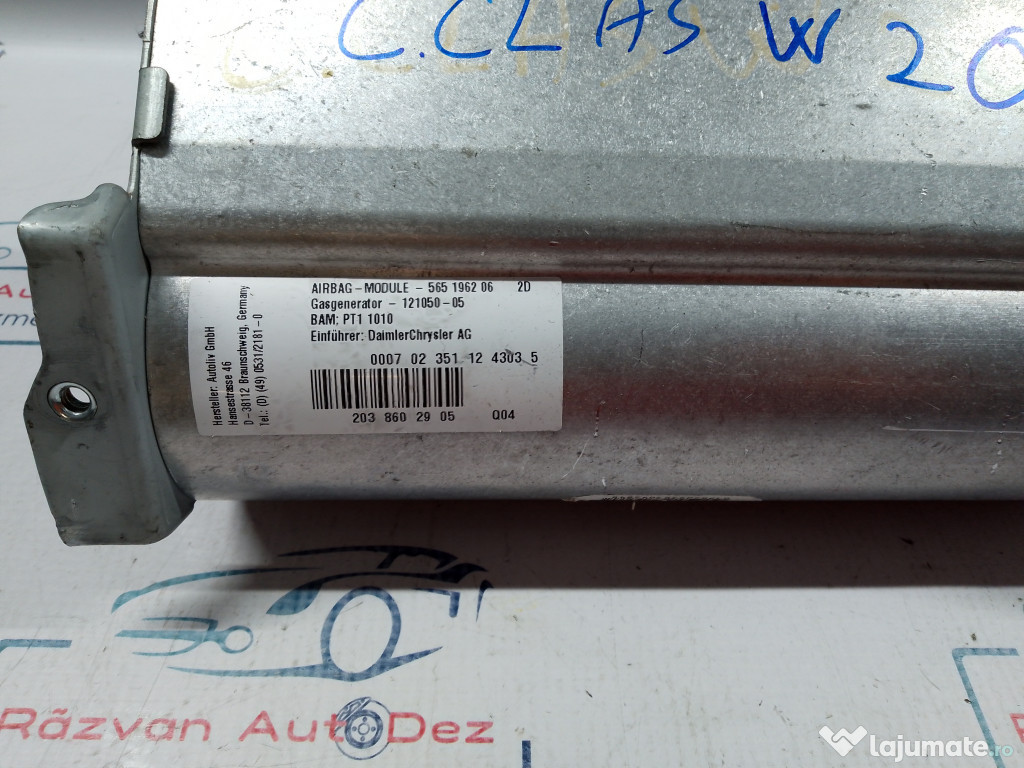 C.CLAS W 20
AIRBAG-MODULE - 565 1962 06 2D
Gasgenerator - 121050-05
BAM; PT1 1010
Einführer: DaimlerChrysler AG
0007 02 351 12 4303 5
203 860 29 05 Q04
Hersteller: Autoliv GmbH
Hansestrasse 46
D-38112 Braunschweig, Germany
Tel.: (0) (49) 0531/2181-0
Răzvan AutoDez
lajumate.ro